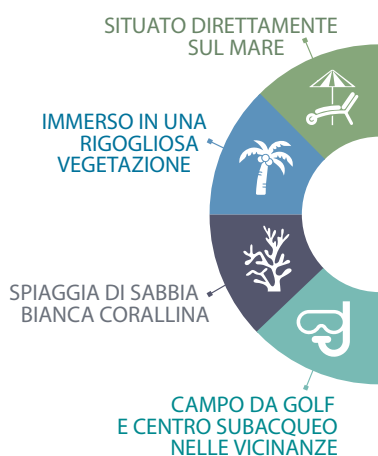 SITUATO DIRETTAMENTE
SUL MARE
IMMERSO IN UNA
RIGOGLIOSA
VEGETAZIONE
SPIAGGIA DI SABBIA
BIANCA CORALLINA
CAMPO DA GOLF
E CENTRO SUBACQUEO
NELLE VICINANZE